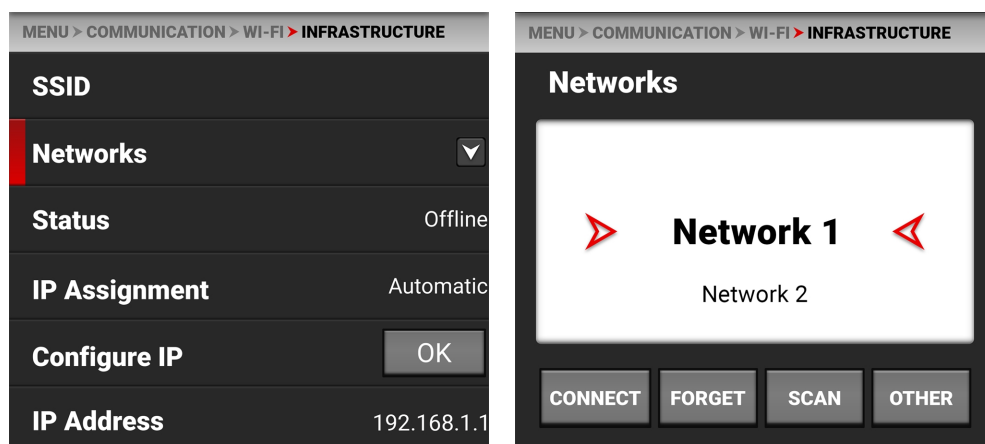 MENU > COMMUNICATION > WI-FI > INFRASTRUCTURE
SSID
Networks
Status Offline
IP Assignment Automatic
Configure IP OK
IP Address 192.168.1.1
MENU > COMMUNICATION > WI-FI > INFRASTRUCTURE
Networks
Network 1
Network 2
CONNECT FORGET SCAN OTHER